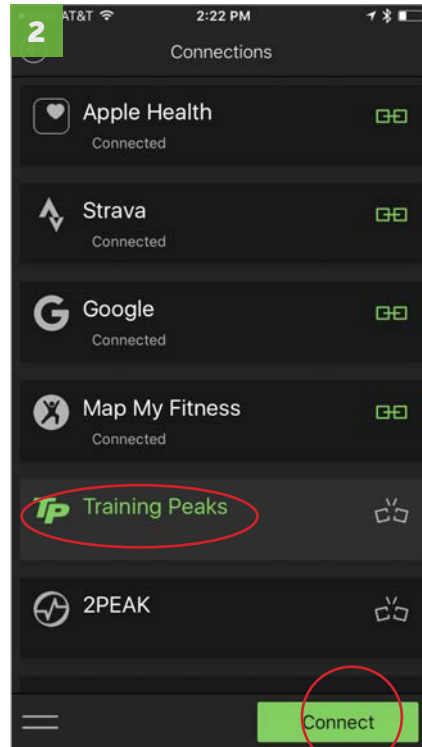 2
AT&T 2:22 PM
Connections
Apple Health
Connected
Strava
Connected
G Google
Connected
Map My Fitness
Connected
TP Training Peaks
2PEAK
Connect